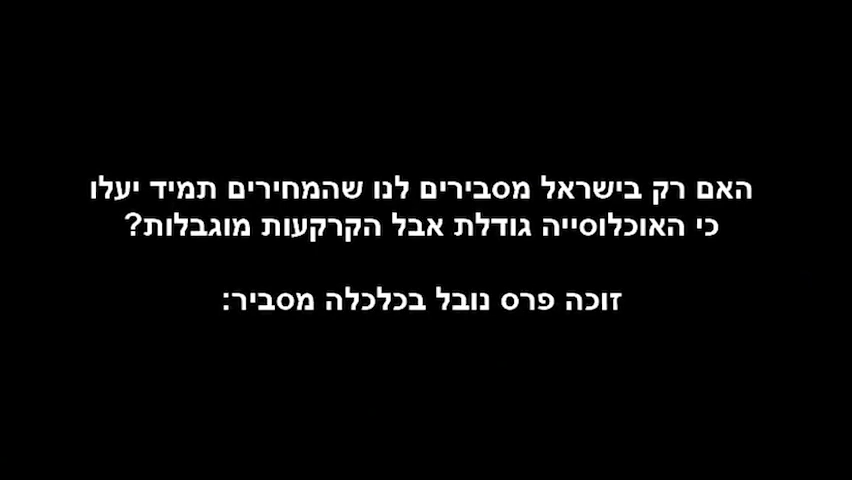 האם רק בישראל מסבירים לנו שהמחירים תמיד יעלו
כי האוכלוסייה גודלת אבל הקרקעות מוגבלות?
זוכה פרס נובל בכלכלה מסביר: